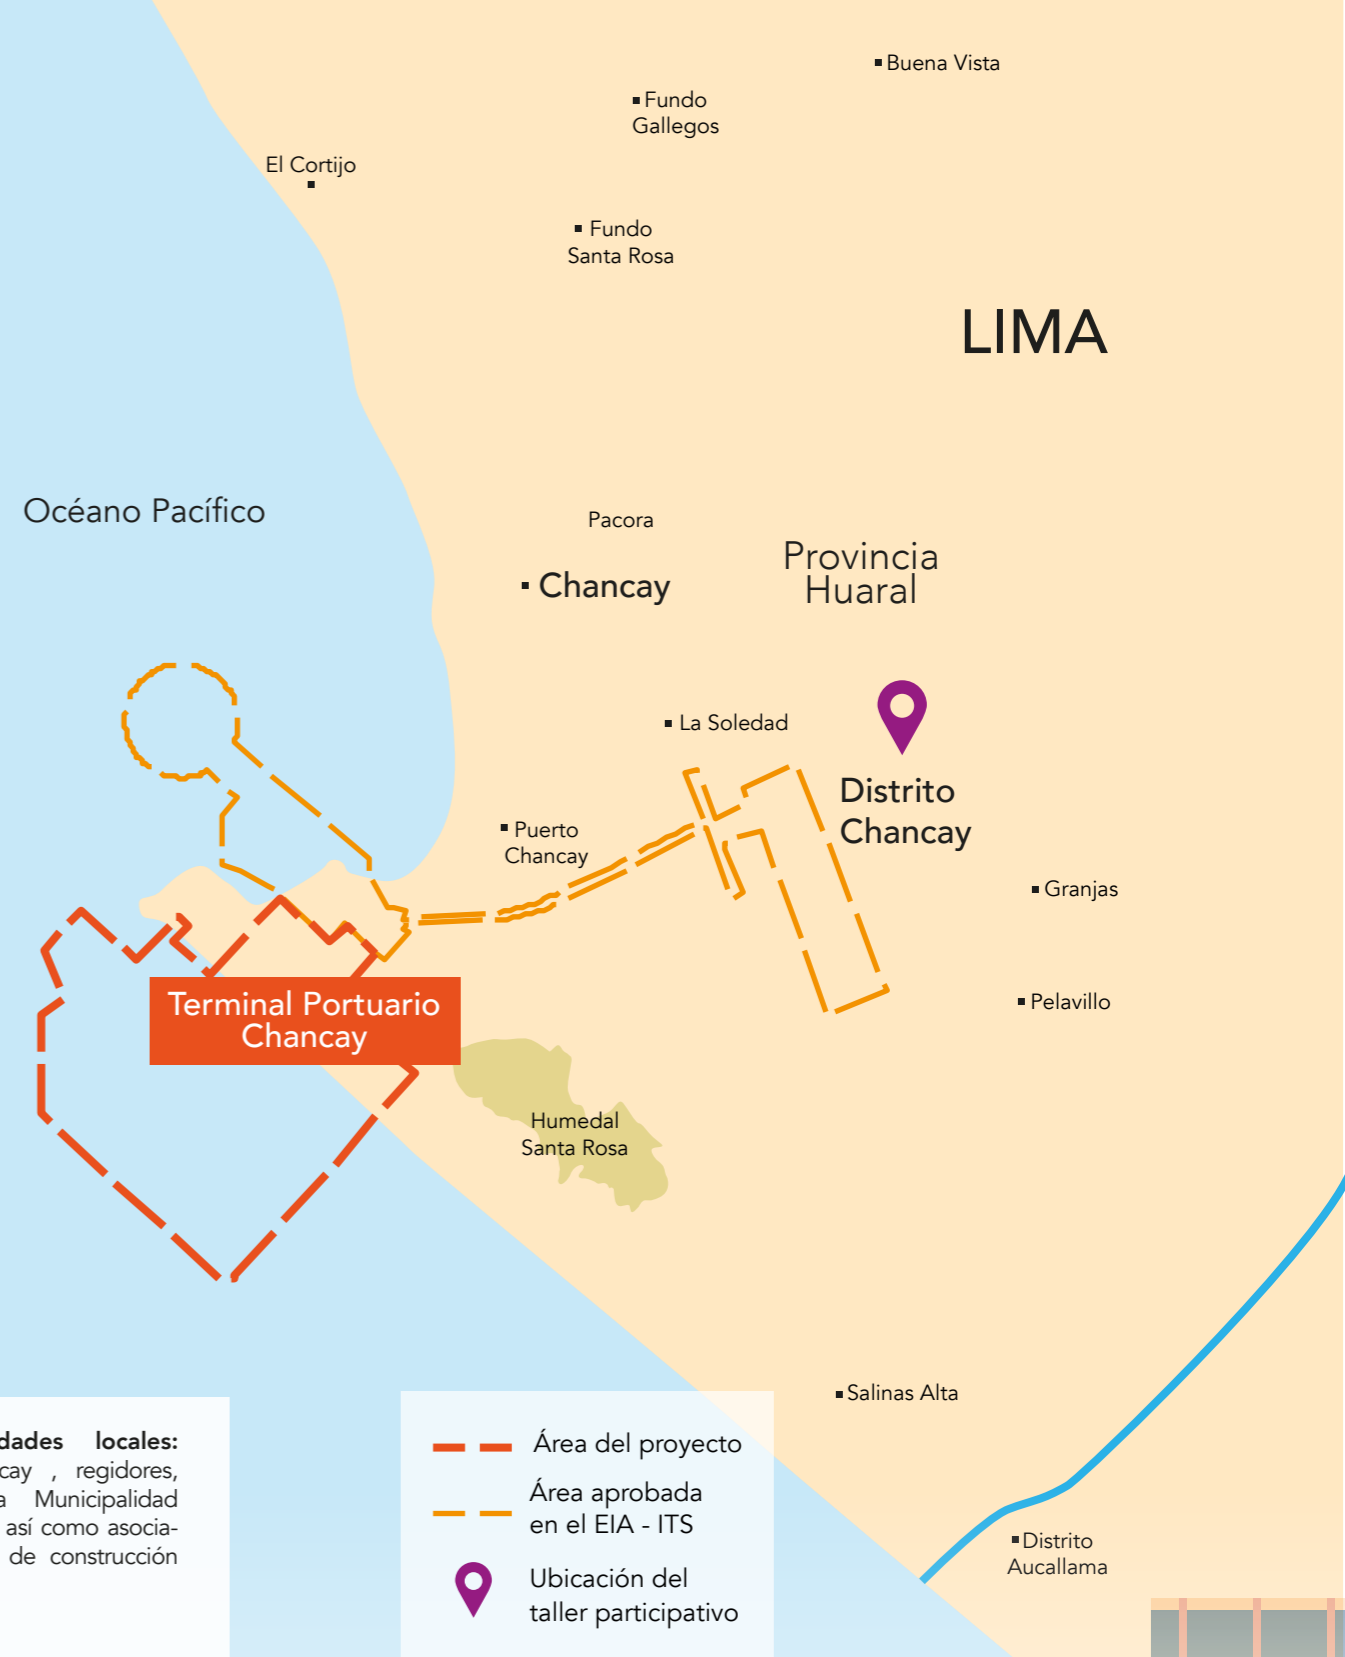 Buena Vista
Fundo
Gallegos
El Cortijo
Fundo
Santa Rosa
LIMA
Océano Pacífico
Pacora
Chancay
Provincia
Huaral
La Soledad
Distrito
Chancay
Puerto
Chancay
Granjas
Terminal Portuario
Chancay
Pelavillo
Humedal
Santa Rosa
Salinas Alta
Distrito
Aucallama
dades locales:
cay , regidores,
a Municipalidad
así como asocia-
de construcción
Área del proyecto
Área aprobada
en el EIA - ITS
Ubicación del
taller participativo